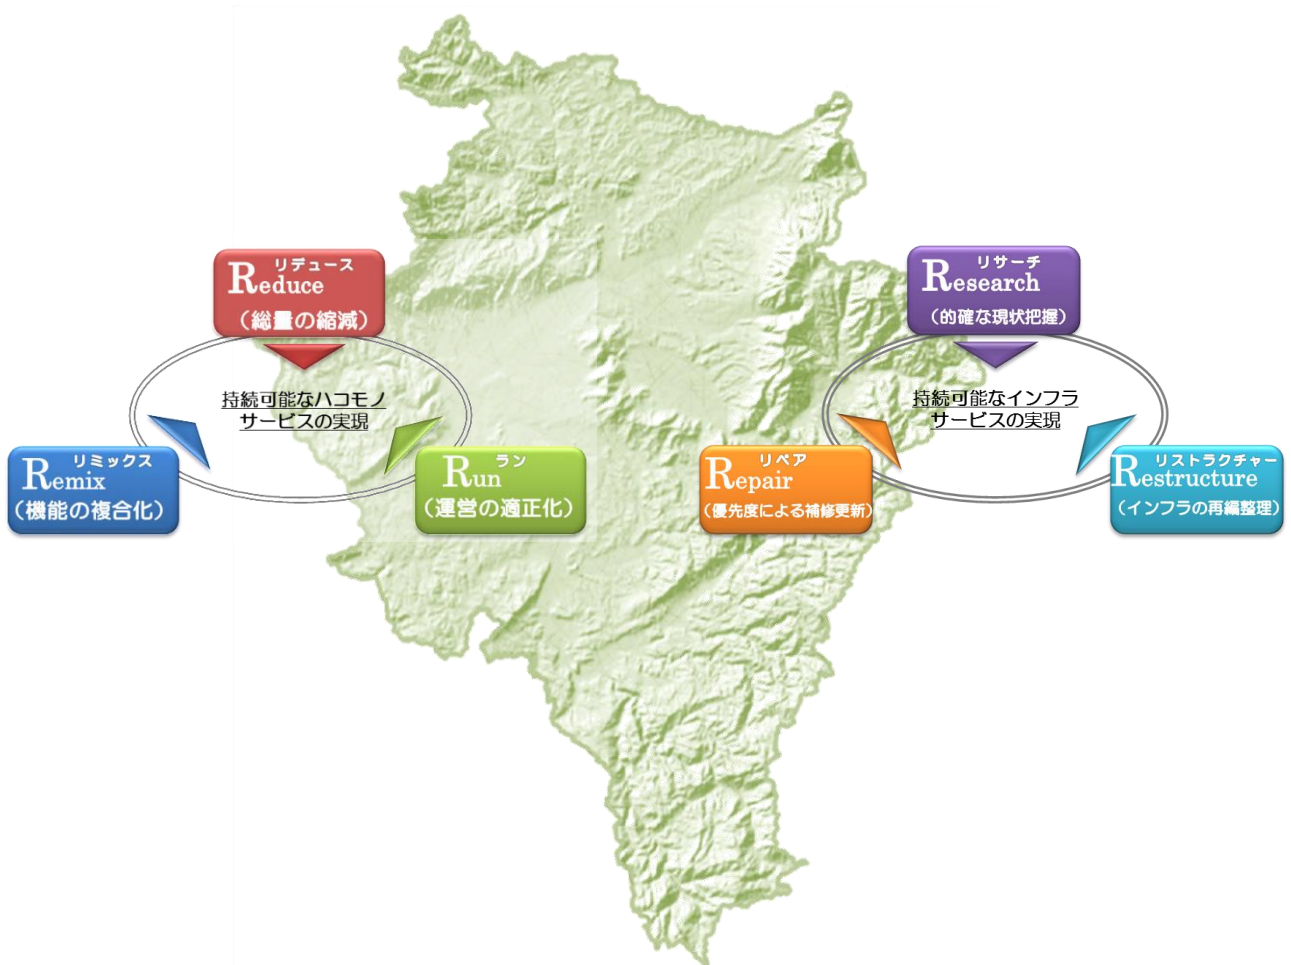 リデュース
Reduce
（総量の縮減）
持続可能なハコモノ
サービスの実現
リミックス
Remix
（機能の複合化）
ラン
Run
（運営の適正化）
リサーチ
Research
（的確な現状把握）
持続可能なインフラ
サービスの実現
リペア
Repair
（優先度による補修更新）
リストラクチャー
Restructure
（インフラの再編整理）